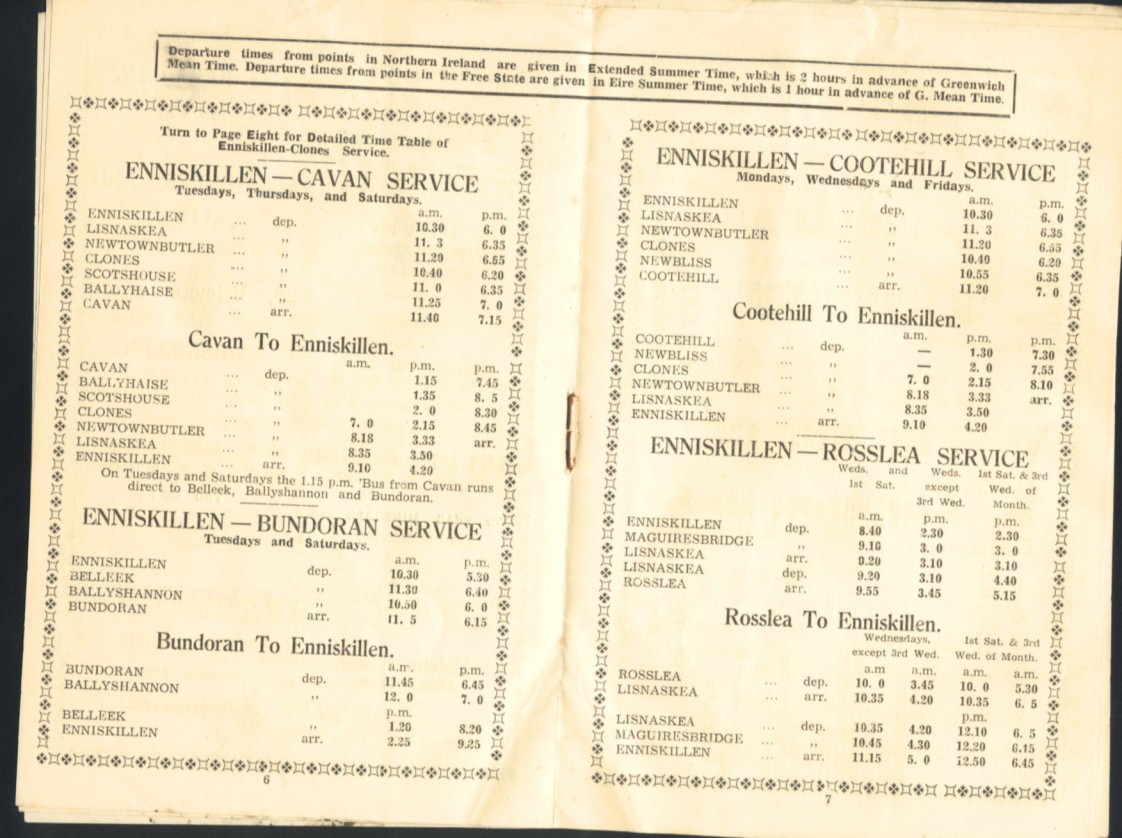 Departure times from points in Northern Ireland are given in Extended Summer Time, which is 2 hours in advance of Greenwich
Mean Time. Departure times from points in the Free State are given in Eire Summer Time, which is 1 hour in advance of G. Mean Time.
Turn to Page Eight for Detailed Time Table of
Enniskillen-Clones Service.
ENNISKILLEN — CAVAN SERVICE
Tuesdays, Thursdays, and Saturdays.
a.m. p.m.
ENNISKILLEN ... dep. 10.30 6. 0
LISNASKEA ... ,, 11. 3 6.35
NEWTOWNBUTLER ... ,, 11.20 6.55
CLONES ... ,, 10.40 6.20
SCOTSHOUSE ... ,, 11. 0 6.35
BALLYHAISE ... ,, 11.25 7. 0
CAVAN ... arr. 11.40 7.15
Cavan To Enniskillen.
a.m. p.m. p.m.
CAVAN ... dep. 1.15 7.45
BALLYHAISE ... ,, 1.35 8. 5
SCOTSHOUSE ... ,, 2. 0 8.30
CLONES ... ,, 7. 0 2.15 8.45
NEWTOWNBUTLER ... ,, 8.18 3.33 arr.
LISNASKEA ... ,, 8.35 3.50
ENNISKILLEN ... arr. 9.10 4.20
On Tuesdays and Saturdays the 1.15 p.m. 'Bus from Cavan runs
direct to Belleek, Ballyshannon and Bundoran.
ENNISKILLEN — BUNDORAN SERVICE
Tuesdays and Saturdays.
a.m. p.m.
ENNISKILLEN dep. 10.30 5.30
BELLEEK ,, 11.30 6.40
BALLYSHANNON ,, 10.50 6. 0
BUNDORAN arr. 11. 5 6.15
Bundoran To Enniskillen.
a.m. p.m.
BUNDORAN dep. 11.45 6.45
BALLYSHANNON ,, 12. 0 7. 0
p.m.
BELLEEK ,, 1.20 8.20
ENNISKILLEN arr. 2.25 9.25
6
ENNISKILLEN — COOTEHILL SERVICE
Mondays, Wednesdays and Fridays.
a.m. p.m.
ENNISKILLEN ... dep. 10.30 6. 0
LISNASKEA ... ,, 11. 3 6.35
NEWTOWNBUTLER ... ,, 11.20 6.55
CLONES ... ,, 10.40 6.20
NEWBLISS ... ,, 10.55 6.35
COOTEHILL ... arr. 11.20 7. 0
Cootehill To Enniskillen.
a.m. p.m. p.m.
COOTEHILL ... dep. — 1.30 7.30
NEWBLISS ... ,, — 2. 0 7.55
CLONES ... ,, 7. 0 2.15 8.10
NEWTOWNBUTLER ... ,, 8.18 3.33 arr.
LISNASKEA ... ,, 8.35 3.50
ENNISKILLEN ... arr. 9.10 4.20
ENNISKILLEN — ROSSLEA SERVICE
Weds. and Weds. 1st Sat. & 3rd
1st Sat. except Wed. of
3rd Wed. Month.
a.m. p.m. p.m.
ENNISKILLEN dep. 8.40 2.30 2.30
MAGUIRESBRIDGE ,, 9.10 3. 0 3. 0
LISNASKEA arr. 9.20 3.10 3.10
LISNASKEA dep. 9.20 3.10 4.40
ROSSLEA arr. 9.55 3.45 5.15
Rosslea To Enniskillen.
Wednesdays, 1st Sat. & 3rd
except 3rd Wed. Wed. of Month.
a.m a.m. a.m. a.m.
ROSSLEA ... dep. 10. 0 3.45 10. 0 5.30
LISNASKEA ... arr. 10.35 4.20 10.35 6. 5
p.m.
LISNASKEA ... dep. 10.35 4.20 12.10 6. 5
MAGUIRESBRIDGE ... ,, 10.45 4.30 12.20 6.15
ENNISKILLEN ... arr. 11.15 5. 0 12.50 6.45
7